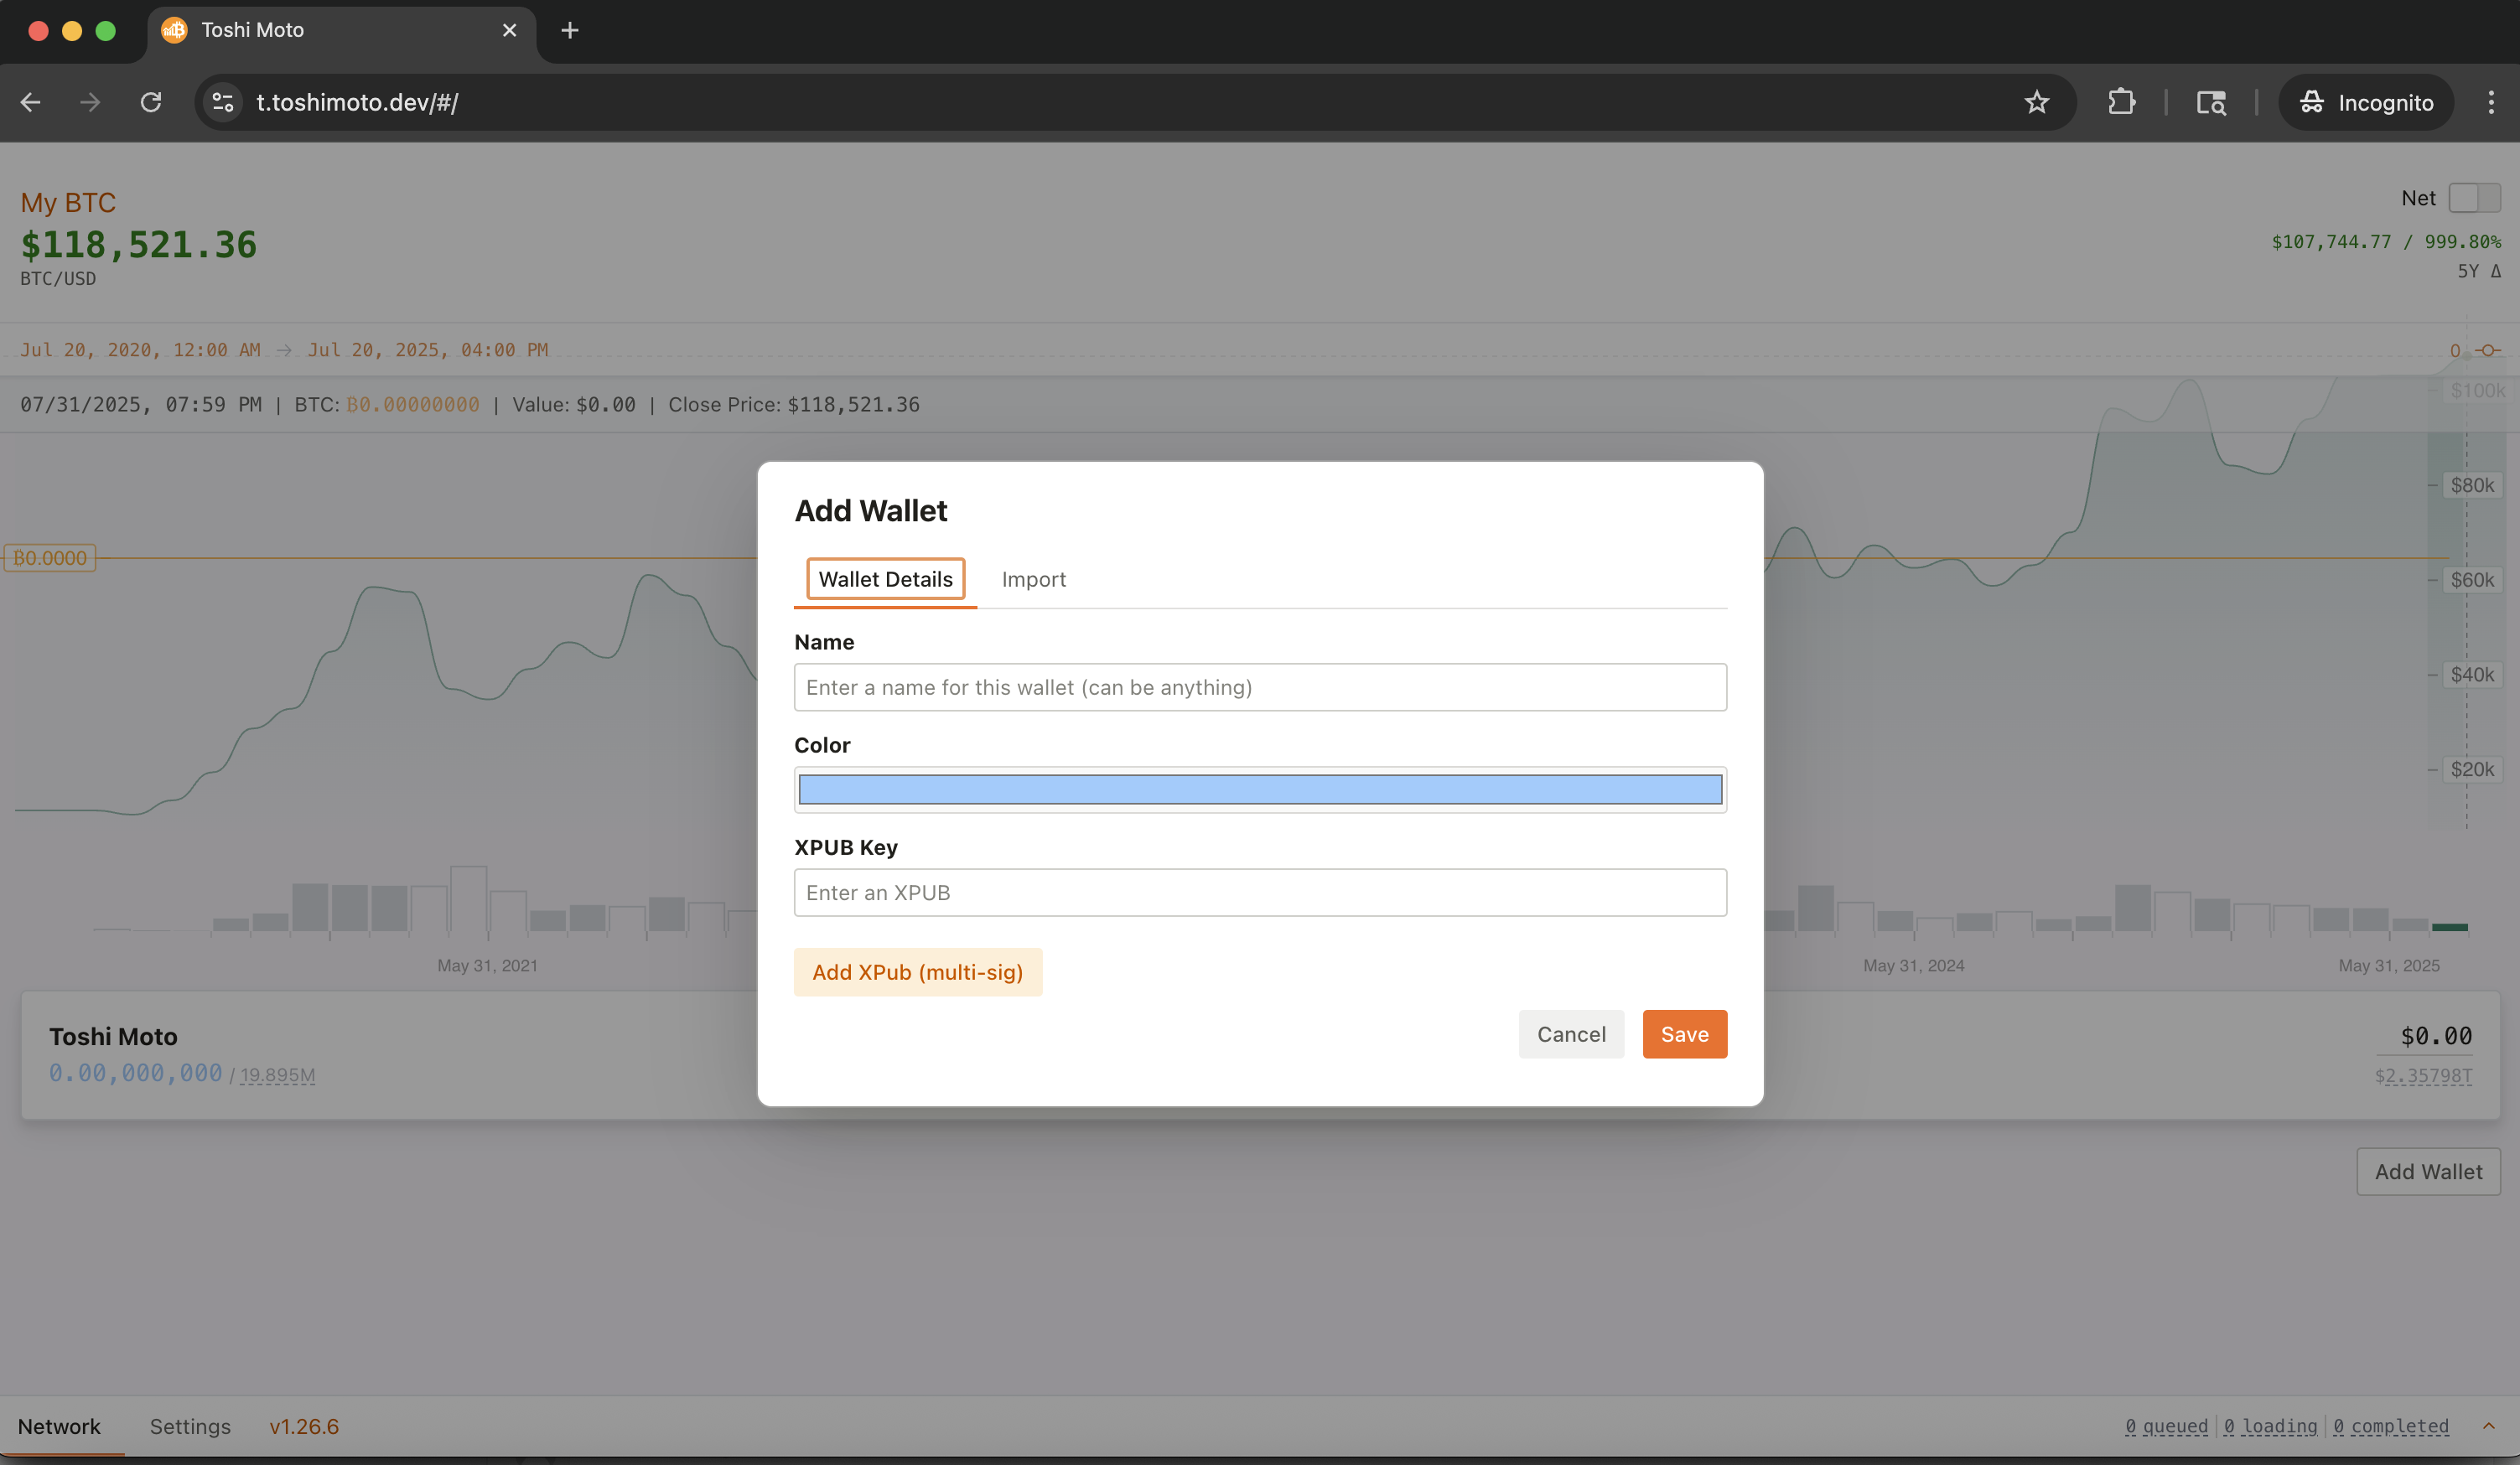 Toshi Moto
t.toshimoto.dev/#/
Incognito
My BTC
Net
$118,521.36
$107,744.77 / 999.80%
BTC/USD
5Y Δ
Jul 20, 2020, 12:00 AM → Jul 20, 2025, 04:00 PM
0
07/31/2025, 07:59 PM | BTC: ₿0.00000000 | Value: $0.00 | Close Price: $118,521.36
$100k
$80k
₿0.0000
$60k
$40k
$20k
Add Wallet
Wallet Details
Import
Name
Enter a name for this wallet (can be anything)
Color
XPUB Key
Enter an XPUB
Add XPub (multi-sig)
Cancel
Save
May 31, 2021
May 31, 2024
May 31, 2025
Toshi Moto
$0.00
0.00,000,000 / 19.895M
$2.35798T
Add Wallet
Network
Settings
v1.26.6
0 queued
0 loading
0 completed